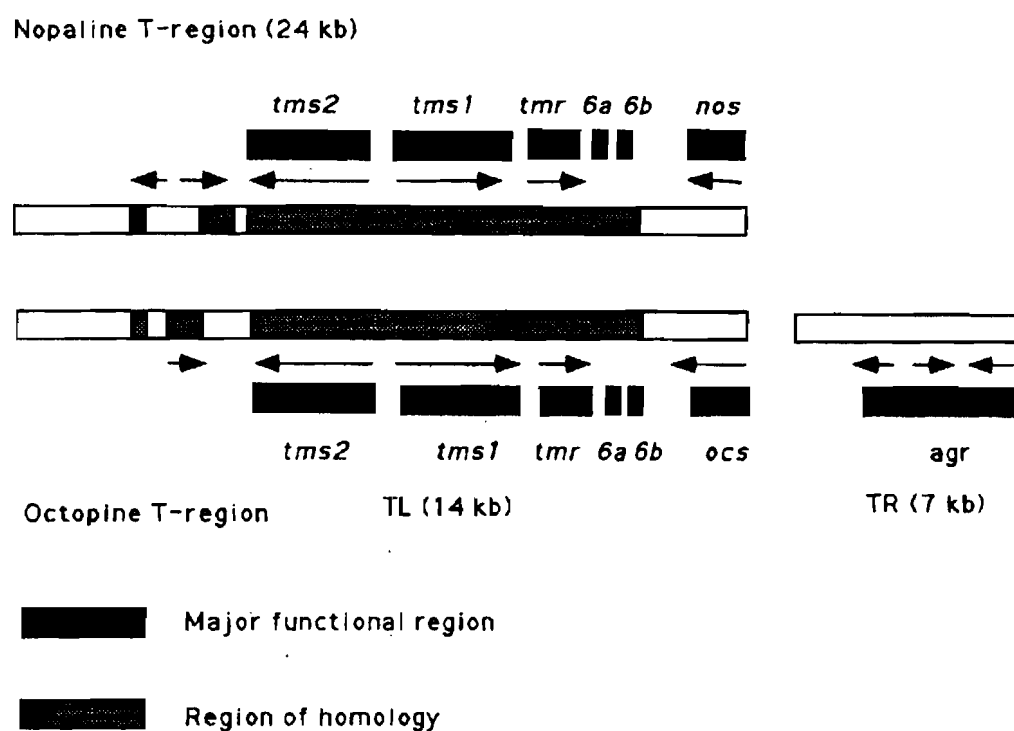 Nopaline T-region (24 kb)
tms2 tms1 tmr 6a 6b nos
tms2 tms1 tmr 6a 6b ocs agr
Octopine T-region TL (14 kb) TR (7 kb)
Major functional region
Region of homology